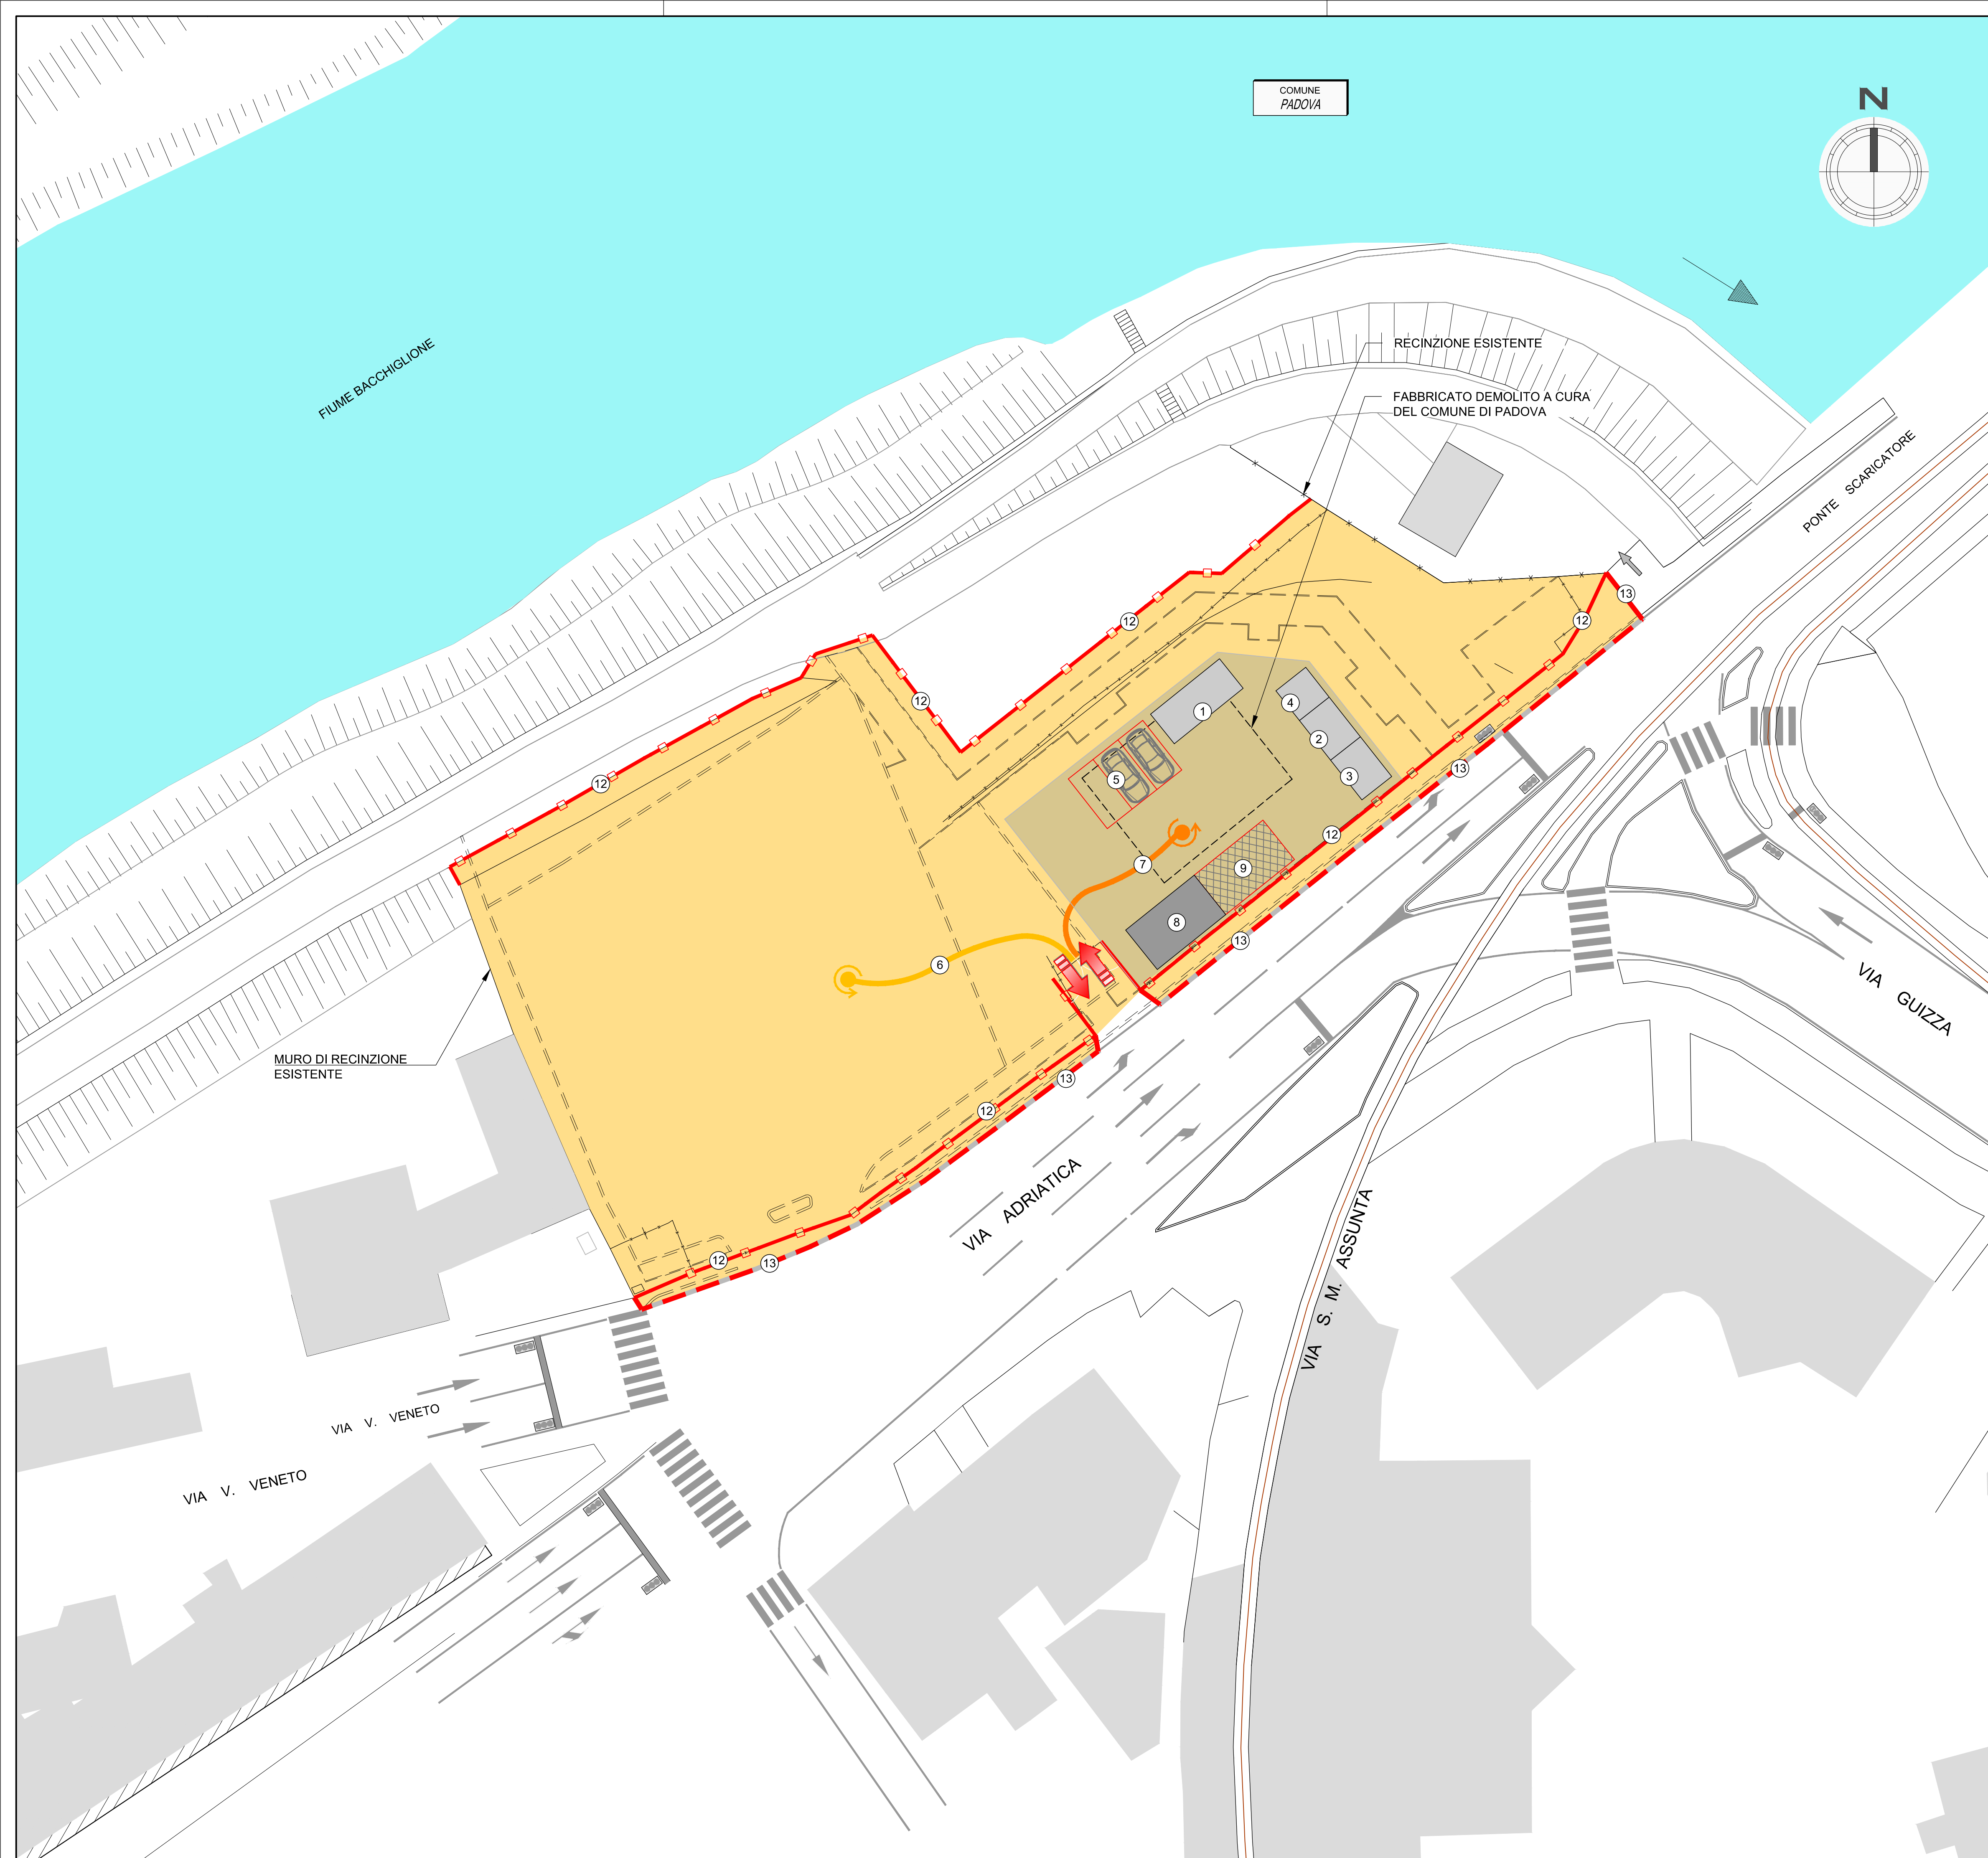 COMUNE
PADOVA
N
FIUME BACCHIGLIONE
RECINZIONE ESISTENTE
FABBRICATO DEMOLITO A CURA
DEL COMUNE DI PADOVA
PONTE SCARICATORE
13
12
12
12
4
1
2
13
3
5
12
12
7
9
8
13
6
VIA GUIZZA
MURO DI RECINZIONE
ESISTENTE
13
12
VIA ADRIATICA
12
13
VIA S. M. ASSUNTA
VIA V. VENETO
VIA V. VENETO